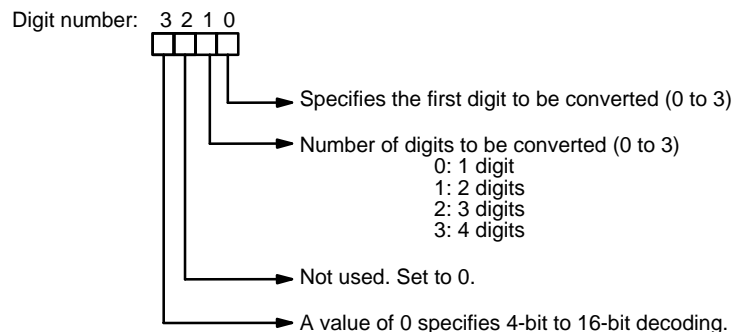 Digit number: 3 2 1 0
Specifies the first digit to be converted (0 to 3)
Number of digits to be converted (0 to 3)
0: 1 digit
1: 2 digits
2: 3 digits
3: 4 digits
Not used. Set to 0.
A value of 0 specifies 4-bit to 16-bit decoding.